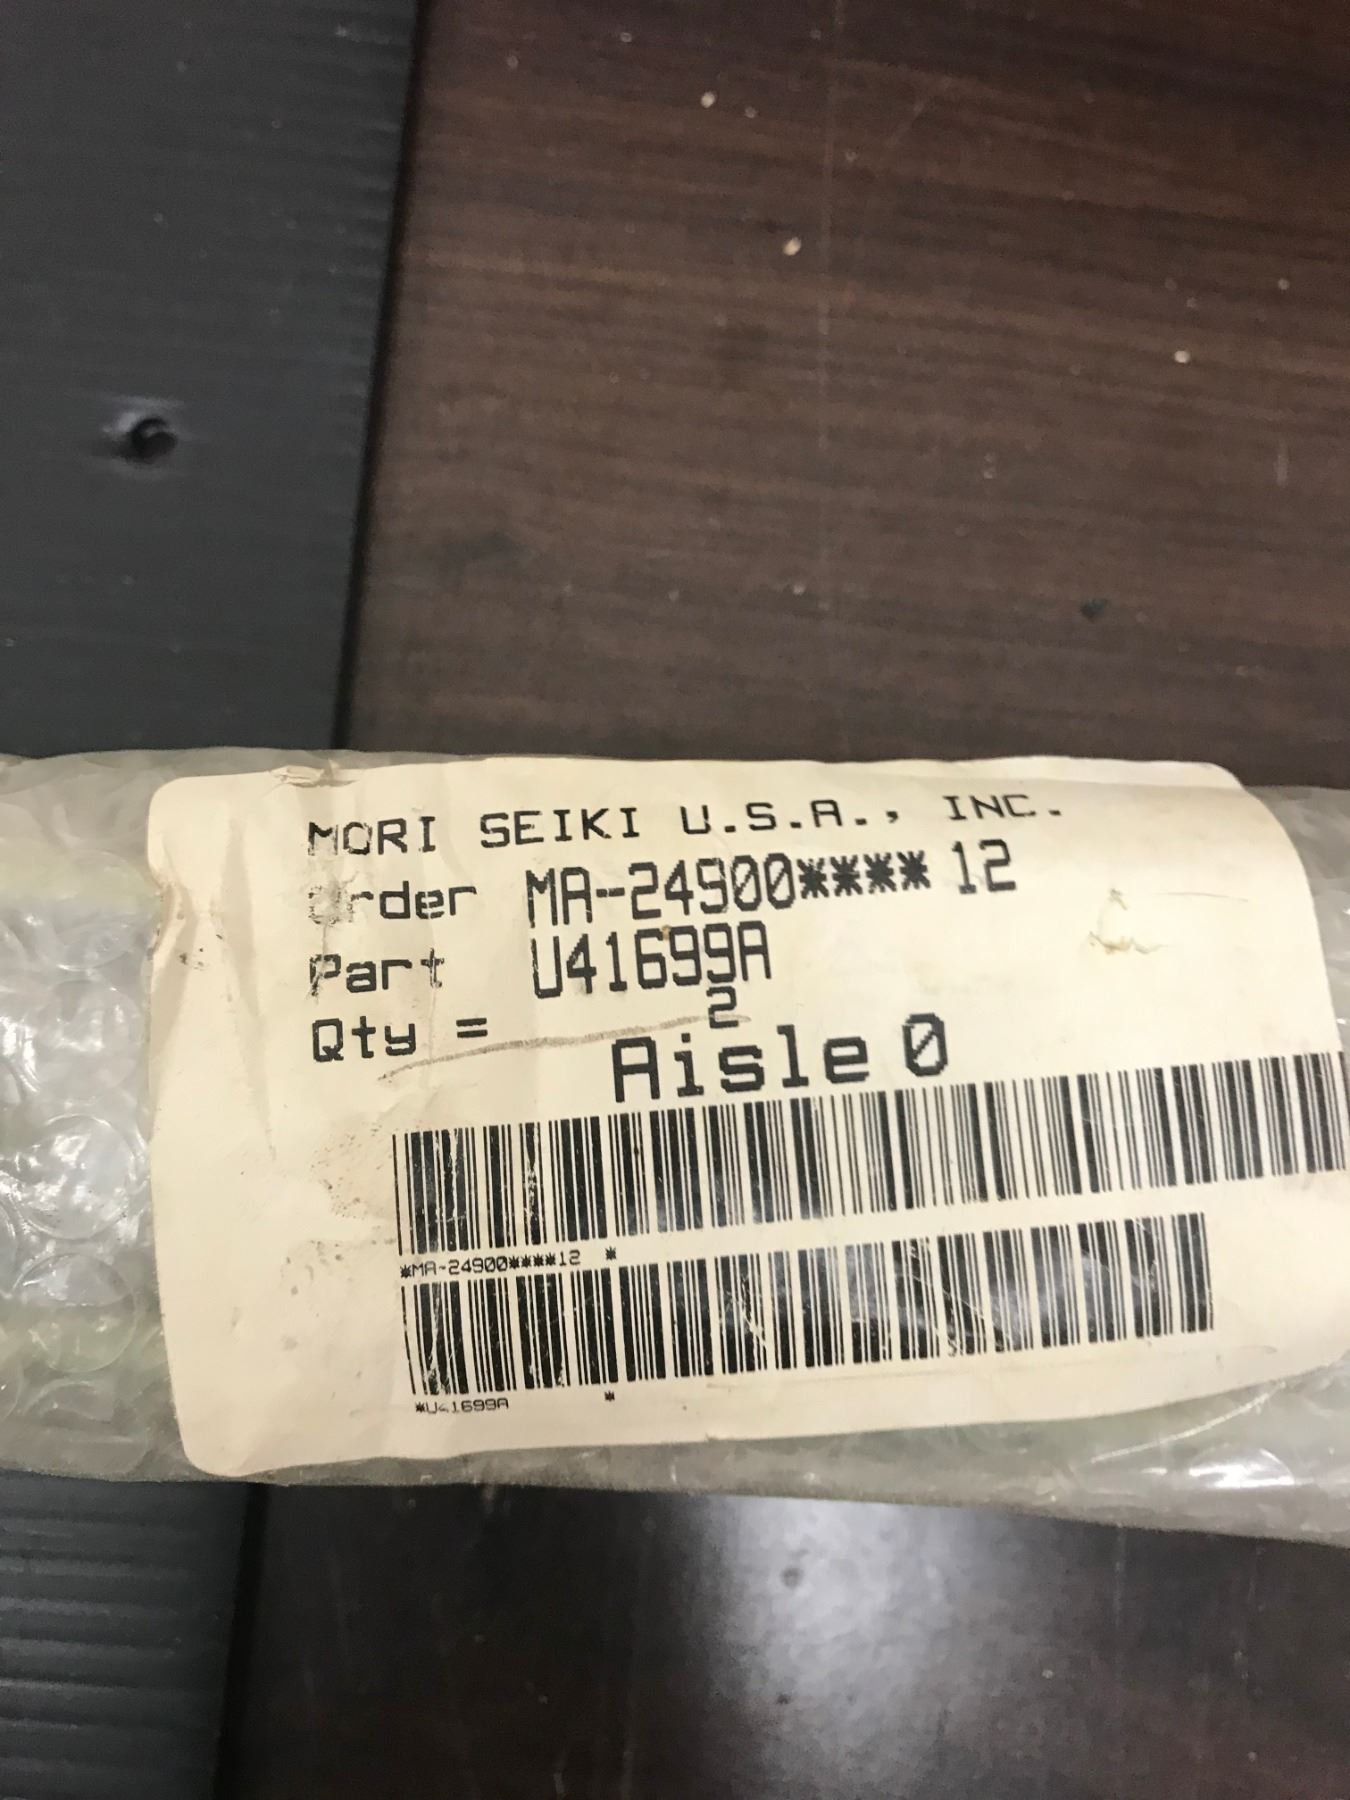 MORI SEIKI U.S.A., INC.
Order MA-24900**** 12
Part U41699A
Qty = 2
Aisle 0
*MA-24900****12 *
*U41699A *